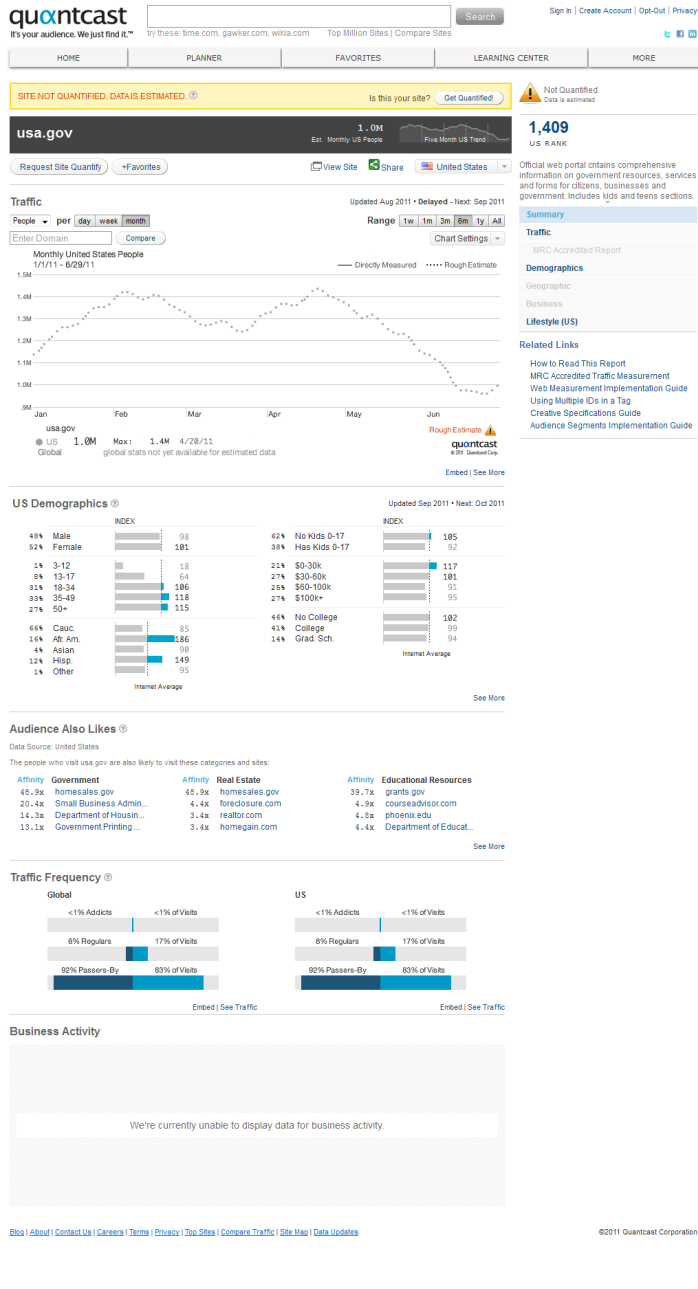 quantcast
It's your audience. We just find it.™
Search
try these: time.com, gawker.com, wikia.com Top Million Sites | Compare Sites
Sign In | Create Account | Opt-Out | Privacy
HOME PLANNER FAVORITES LEARNING CENTER MORE
SITE NOT QUANTIFIED. DATA IS ESTIMATED. ?
Is this your site? Get Quantified!
Not Quantified
Data is estimated
usa.gov
1.0M
Est. Monthly US People
Five Month US Trend
1,409
US RANK
Request Site Quantify +Favorites View Site Share United States
Official web portal cntains comprehensive
information on government resources, services
and forms for citizens, businesses and
government. Includes kids and teens sections.
Summary
Traffic
MRC Accredited Report
Demographics
Geographic
Business
Lifestyle (US)
Related Links
How to Read This Report
MRC Accredited Traffic Measurement
Web Measurement Implementation Guide
Using Multiple IDs in a Tag
Creative Specifications Guide
Audience Segments Implementation Guide
Traffic
Updated Aug 2011 • Delayed - Next: Sep 2011
People per day week month
Range 1w 1m 3m 6m 1y All
Enter Domain Compare
Chart Settings
Monthly United States People
1/1/11 - 6/29/11
Directly Measured Rough Estimate
1.5M
1.4M
1.3M
1.2M
1.1M
1.0M
.9M
Jan Feb Mar Apr May Jun
usa.gov
Rough Estimate
US 1.0M Max: 1.4M 4/20/11
Global global stats not yet available for estimated data
quantcast
Embed | See More
US Demographics ?
Updated Sep 2011 • Next: Oct 2011
INDEX
48% Male 98
52% Female 101
1% 3-12 18
8% 13-17 64
31% 18-34 106
33% 35-49 118
27% 50+ 115
66% Cauc. 85
16% Afr. Am. 186
4% Asian 90
12% Hisp. 149
1% Other 95
Internet Average
INDEX
62% No Kids 0-17 105
38% Has Kids 0-17 92
21% $0-30k 117
27% $30-60k 101
25% $60-100k 91
27% $100k+ 95
46% No College 102
41% College 99
14% Grad. Sch. 94
Internet Average
See More
Audience Also Likes ?
Data Source: United States
The people who visit usa.gov are also likely to visit these categories and sites:
Affinity Government
48.9x homesales.gov
20.4x Small Business Admin...
14.3x Department of Housin...
13.1x Government Printing ...
Affinity Real Estate
48.9x homesales.gov
4.4x foreclosure.com
3.4x realtor.com
3.4x homegain.com
Affinity Educational Resources
39.7x grants.gov
4.9x courseadvisor.com
4.8x phoenix.edu
4.4x Department of Educat...
See More
Traffic Frequency ?
Global
<1% Addicts <1% of Visits
8% Regulars 17% of Visits
92% Passers-By 83% of Visits
Embed | See Traffic
US
<1% Addicts <1% of Visits
8% Regulars 17% of Visits
92% Passers-By 83% of Visits
Embed | See Traffic
Business Activity
We're currently unable to display data for business activity.
Blog | About | Contact Us | Careers | Terms | Privacy | Top Sites | Compare Traffic | Site Map | Data Updates
©2011 Quantcast Corporation